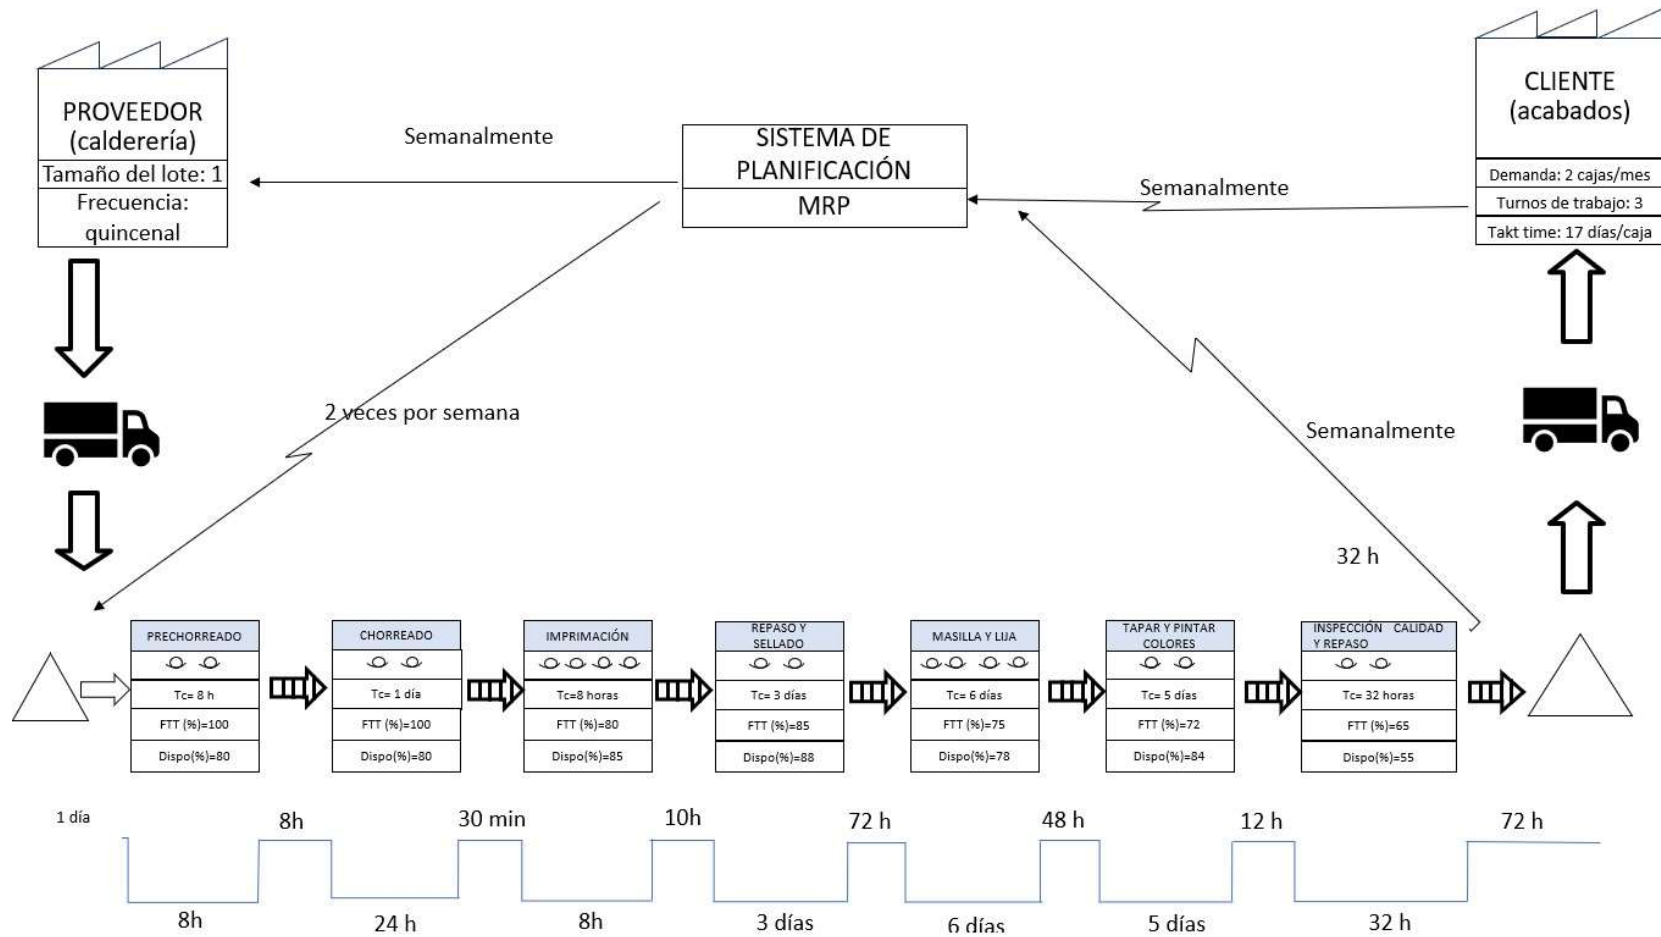 PROVEEDOR
(calderería)
Tamaño del lote: 1
Frecuencia:
quincenal
Semanalmente
SISTEMA DE
PLANIFICACIÓN
MRP
Semanalmente
CLIENTE
(acabados)
Demanda: 2 cajas/mes
Turnos de trabajo: 3
Takt time: 17 días/caja
2 veces por semana
Semanalmente
32 h
PRECHORREADO
Tc= 8 h
FTT (%)=100
Dispo(%)=80
CHORREADO
Tc= 1 día
FTT (%)=100
Dispo(%)=80
IMPRIMACIÓN
Tc=8 horas
FTT (%)=80
Dispo(%)=85
REPASO Y
SELLADO
Tc= 3 días
FTT (%)=85
Dispo(%)=88
MASILLA Y LIJA
Tc= 6 días
FTT (%)=75
Dispo(%)=78
TAPAR Y PINTAR
COLORES
Tc= 5 días
FTT (%)=72
Dispo(%)=84
INSPECCIÓN CALIDAD
Y REPASO
Tc= 32 horas
FTT (%)=65
Dispo(%)=55
1 día
8h
30 min
10h
72 h
48 h
12 h
72 h
8h
24 h
8h
3 días
6 días
5 días
32 h